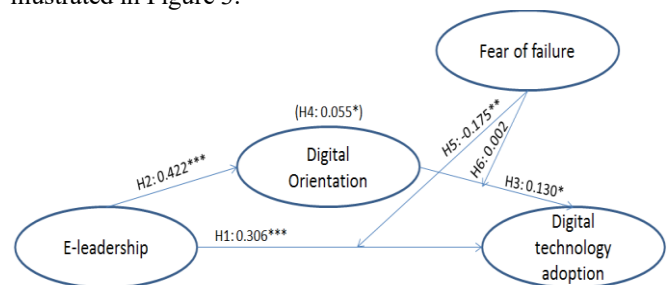 illustrated in Figure 3.
Fear of failure
(H4: 0.055*)
H5: -0.175**
H6: 0.002
H2: 0.422***
Digital
Orientation
H3: 0.130*
E-leadership
H1: 0.306***
Digital
technology
adoption